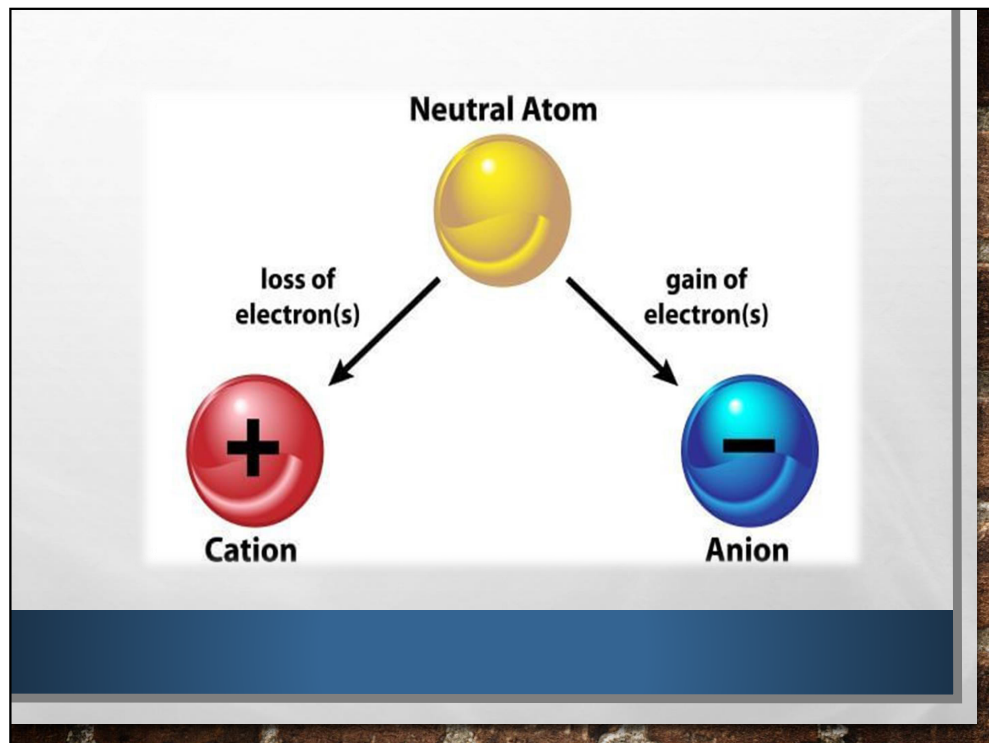 Neutral Atom
loss of
electron(s)
gain of
electron(s)
+
−
Cation
Anion